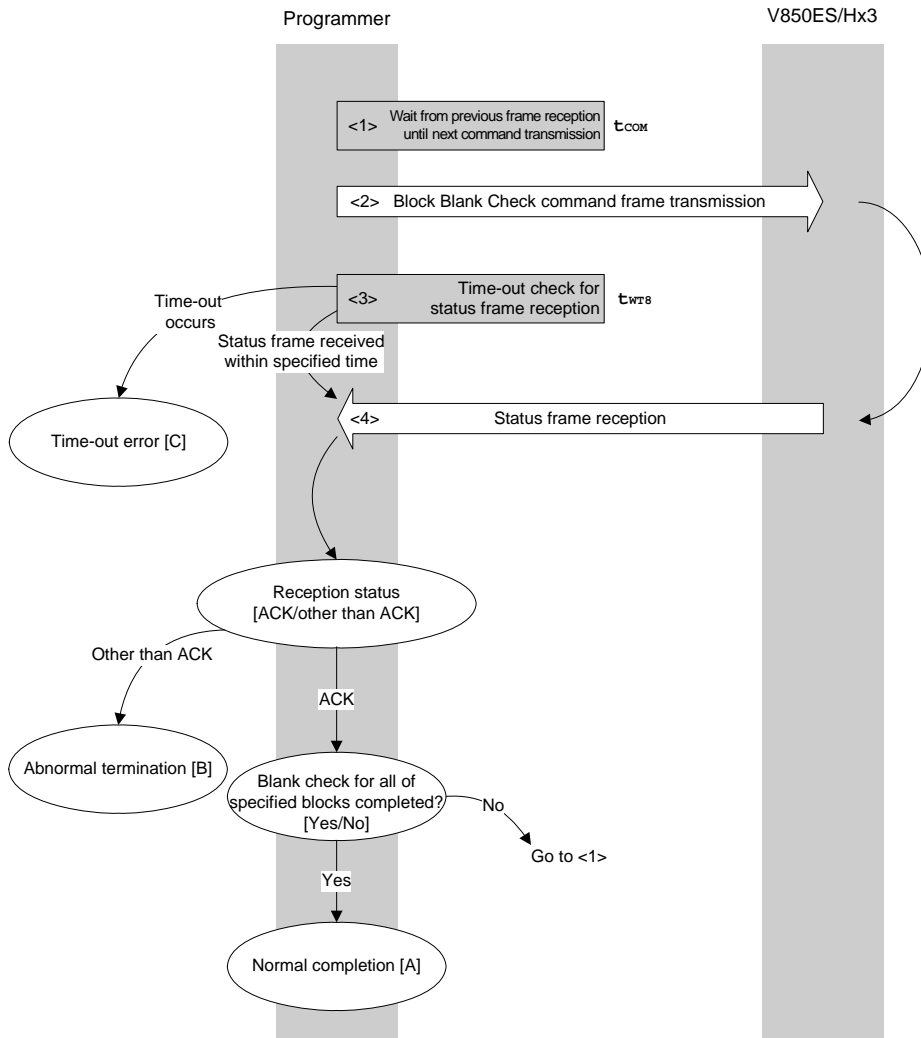 Programmer
V850ES/Hx3
<1> Wait from previous frame reception
until next command transmission
tCOM
<2> Block Blank Check command frame transmission
<3> Time-out check for
status frame reception
tWT8
Time-out
occurs
Status frame received
within specified time
<4> Status frame reception
Time-out error [C]
Reception status
[ACK/other than ACK]
Other than ACK
ACK
Abnormal termination [B]
Blank check for all of
specified blocks completed?
[Yes/No]
No
Go to <1>
Yes
Normal completion [A]